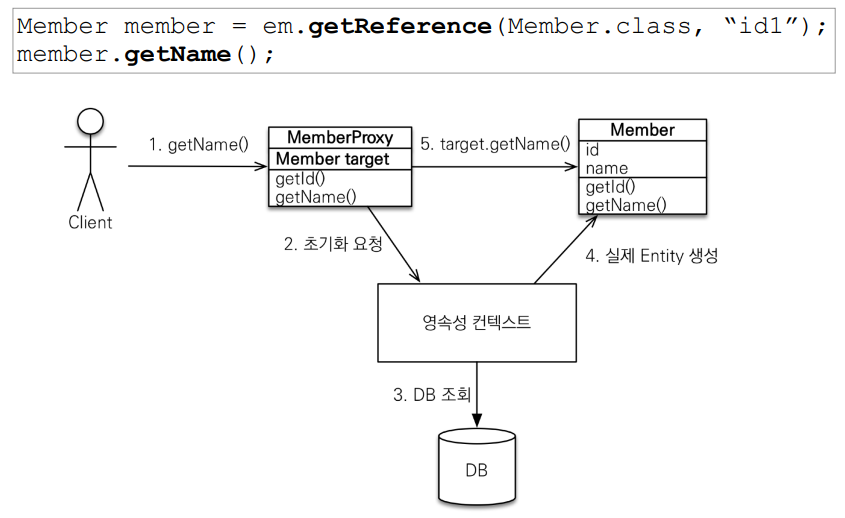 Member member = em.getReference(Member.class, “id1”);
member.getName();
1. getName()
MemberProxy
Member target
getId()
getName()
5. target.getName()
Member
id
name
getId()
getName()
Client
2. 초기화 요청
4. 실제 Entity 생성
영속성 컨텍스트
3. DB 조회
DB